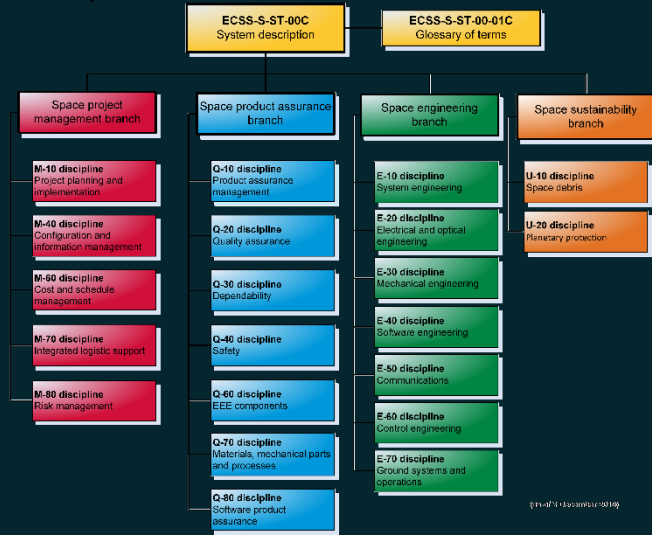 ECSS-S-ST-00C
System description
ECSS-S-ST-00-01C
Glossary of terms
Space project
management branch
M-10 discipline
Project planning and
implementation
M-40 discipline
Configuration and
information management
M-60 discipline
Cost and schedule
management
M-70 discipline
Integrated logistic support
M-80 discipline
Risk management
Space product assurance
branch
Q-10 discipline
Product assurance
management
Q-20 discipline
Quality assurance
Q-30 discipline
Dependability
Q-40 discipline
Safety
Q-60 discipline
EEE components
Q-70 discipline
Materials, mechanical parts
and processes
Q-80 discipline
Software product
assurance
Space engineering
branch
E-10 discipline
System engineering
E-20 discipline
Electrical and optical
engineering
E-30 discipline
Mechanical engineering
E-40 discipline
Software engineering
E-50 discipline
Communications
E-60 discipline
Control engineering
E-70 discipline
Ground systems and
operations
Space sustainability
branch
U-10 discipline
Space debris
U-20 discipline
Planetary protection